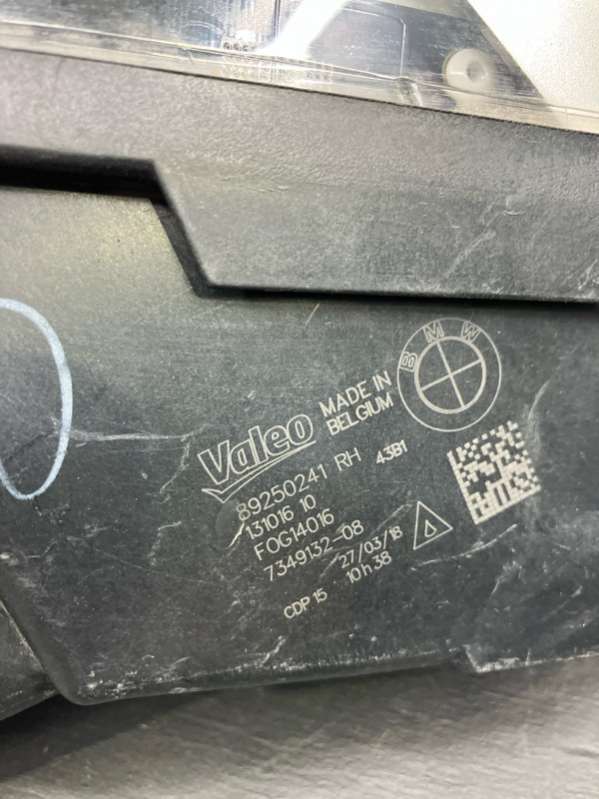 BMW
Valeo
MADE IN
BELGIUM
89250241 RH
43B1
131016 10
FOG14016
7349132-08
27/03/18
10h38
CDP 15